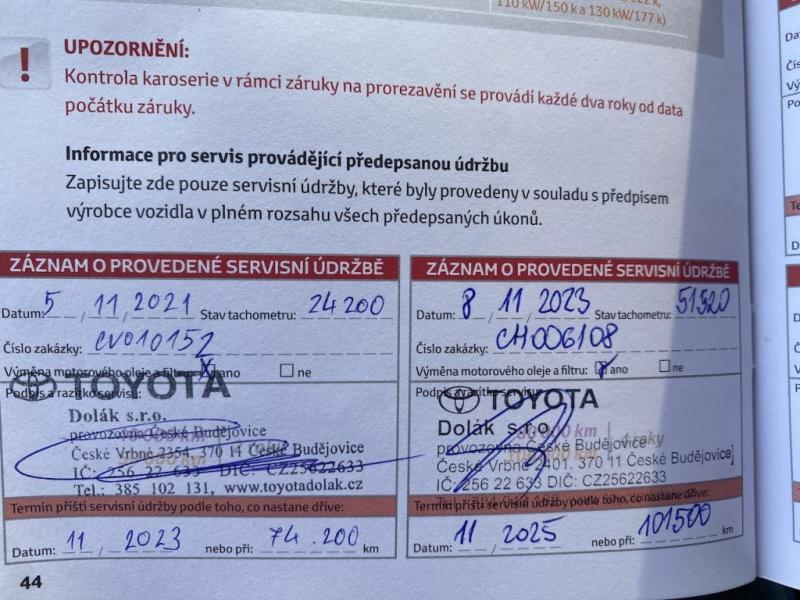 110 kW/150 k a 130 kW/177 k)
UPOZORNĚNÍ:
Kontrola karoserie v rámci záruky na prorezavění se provádí každé dva roky od data
počátku záruky.
Informace pro servis provádějící předepsanou údržbu
Zapisujte zde pouze servisní údržby, které byly provedeny v souladu s předpisem
výrobce vozidla v plném rozsahu všech předepsaných úkonů.
ZÁZNAM O PROVEDENÉ SERVISNÍ ÚDRŽBĚ
Datum: 5 / 11 / 2021 Stav tachometru: 24 200
Číslo zakázky: CV010152
Výměna motorového oleje a filtru: X ano ne
Podpis a razítko servisu:
TOYOTA
Dolák s.r.o.
provozovna České Budějovice
České Vrbné 2354, 370 11 České Budějovice
IČ: 256 22 633 DIČ: CZ25622633
Tel.: 385 102 131, www.toyotadolak.cz
Termín příští servisní údržby podle toho, co nastane dříve:
Datum: 11 / 2023 nebo při: 74.200 km
44
ZÁZNAM O PROVEDENÉ SERVISNÍ ÚDRŽBĚ
Datum: 8 / 11 / 2023 Stav tachometru: 51520
Číslo zakázky: CH006108
Výměna motorového oleje a filtru: ano ne
Podpis a razítko servisu:
TOYOTA
Dolák s.r.o.
km 4 roky
provozovna České Budějovice
České Vrbné 2401, 370 11 České Budějovice
IČ: 256 22 633 DIČ: CZ25622633
Termín příští servisní údržby podle toho, co nastane dříve:
Datum: 11 / 2025 nebo při: 101500 km